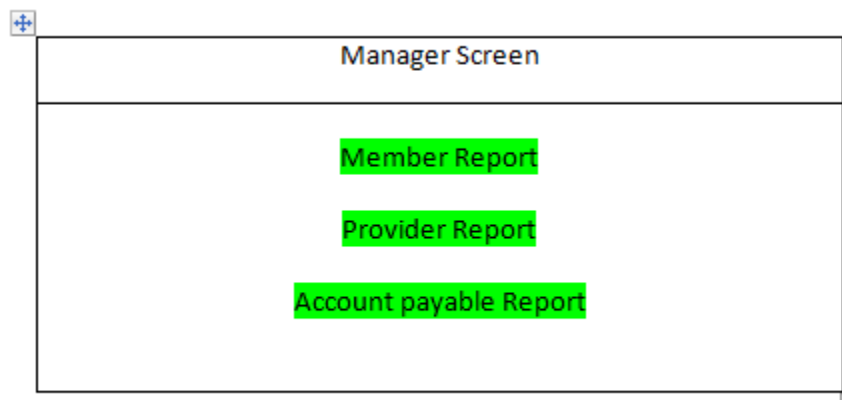 Manager Screen
Member Report
Provider Report
Account payable Report